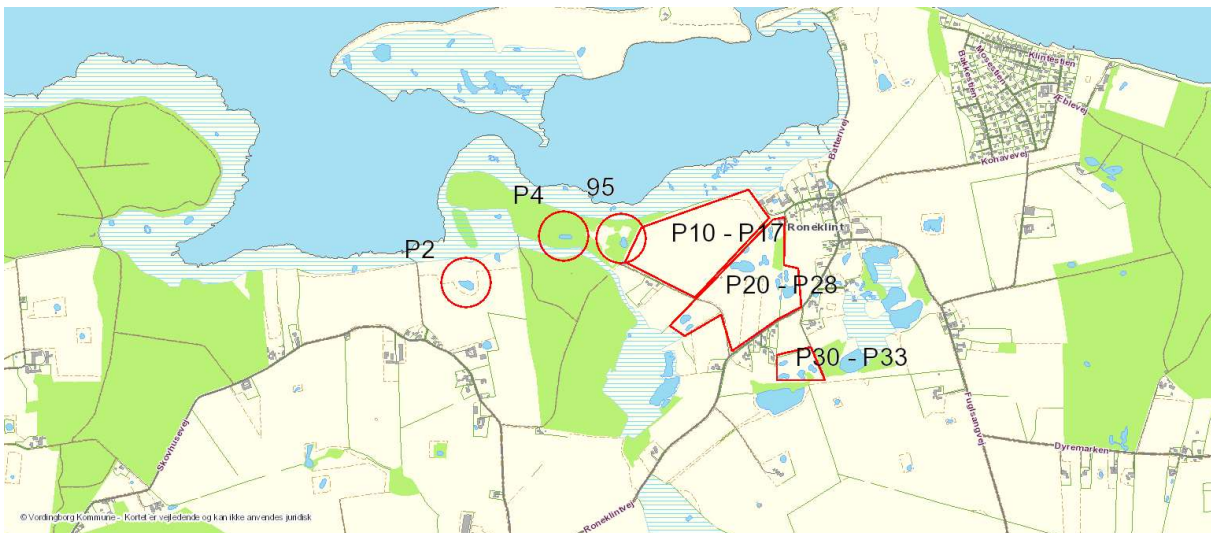 Klintestien
Mosestien
Bakkestien
Æblevej
Batterivej
Kohavevej
P4
95
P2
P10 - P17
Roneklint
P20 - P28
P30 - P33
Skovhusevej
Fuglsangvej
Dyremarken
Roneklintvej
© Vordingborg Kommune - Kortet er vejledende og kan ikke anvendes juridisk